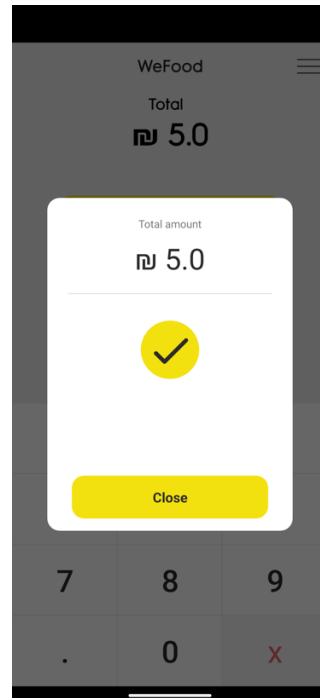 WeFood
Total
₪ 5.0
Total amount
₪ 5.0
Close
7 8 9
. 0 X